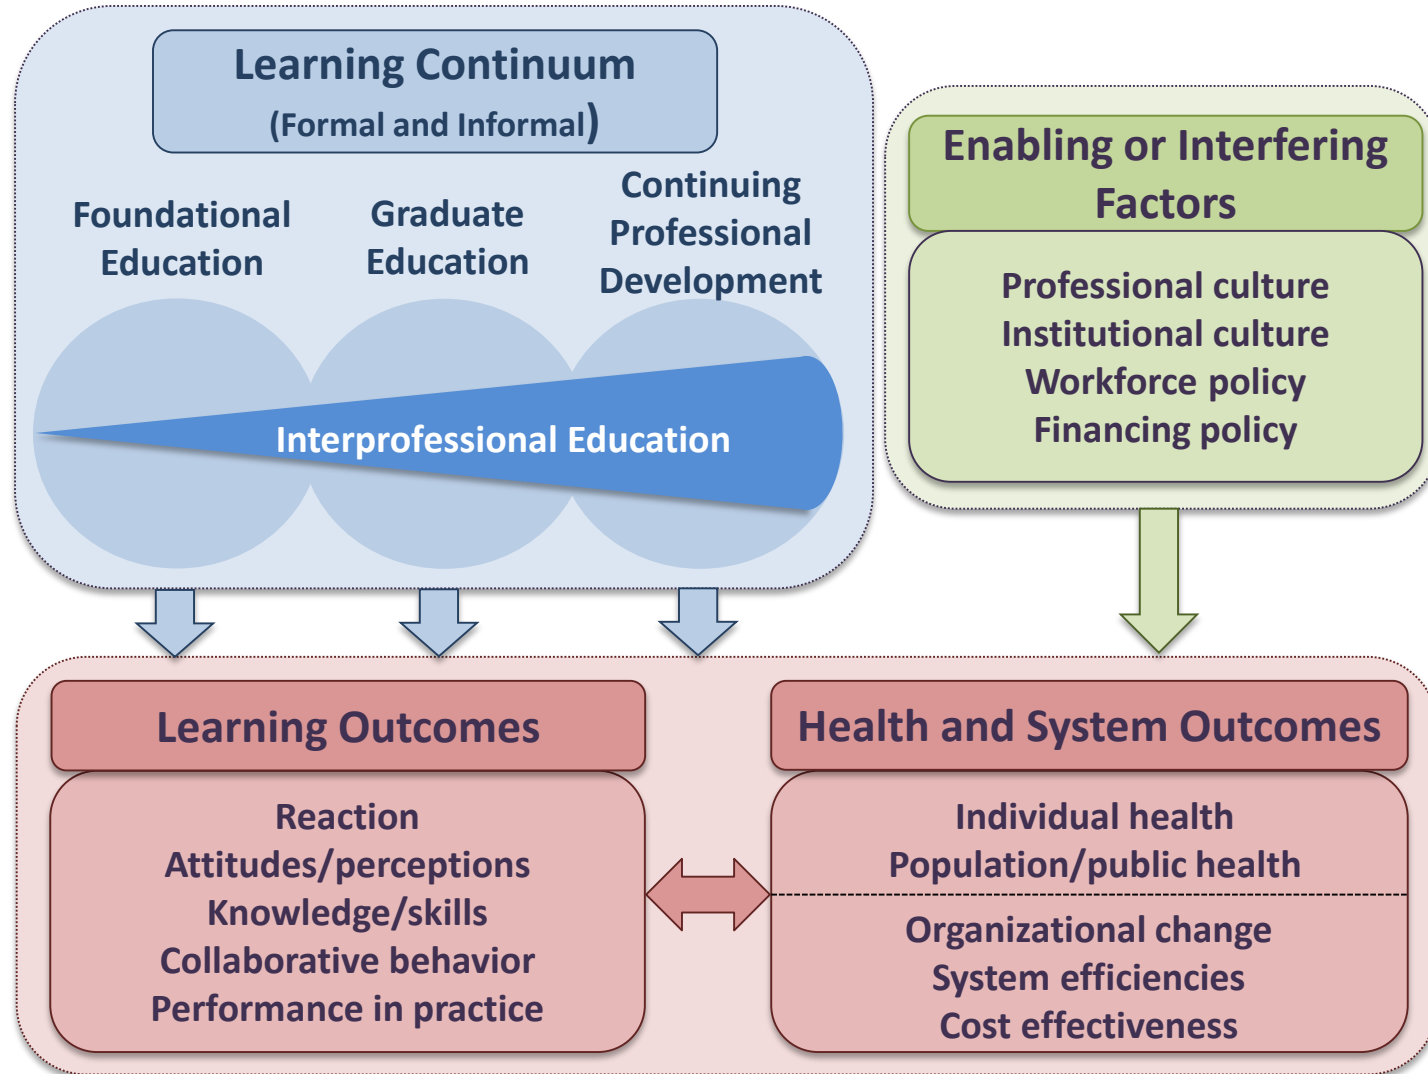 Learning Continuum
(Formal and Informal)
Foundational
Education
Graduate
Education
Continuing
Professional
Development
Interprofessional Education
Enabling or Interfering
Factors
Professional culture
Institutional culture
Workforce policy
Financing policy
Learning Outcomes
Reaction
Attitudes/perceptions
Knowledge/skills
Collaborative behavior
Performance in practice
Health and System Outcomes
Individual health
Population/public health
Organizational change
System efficiencies
Cost effectiveness